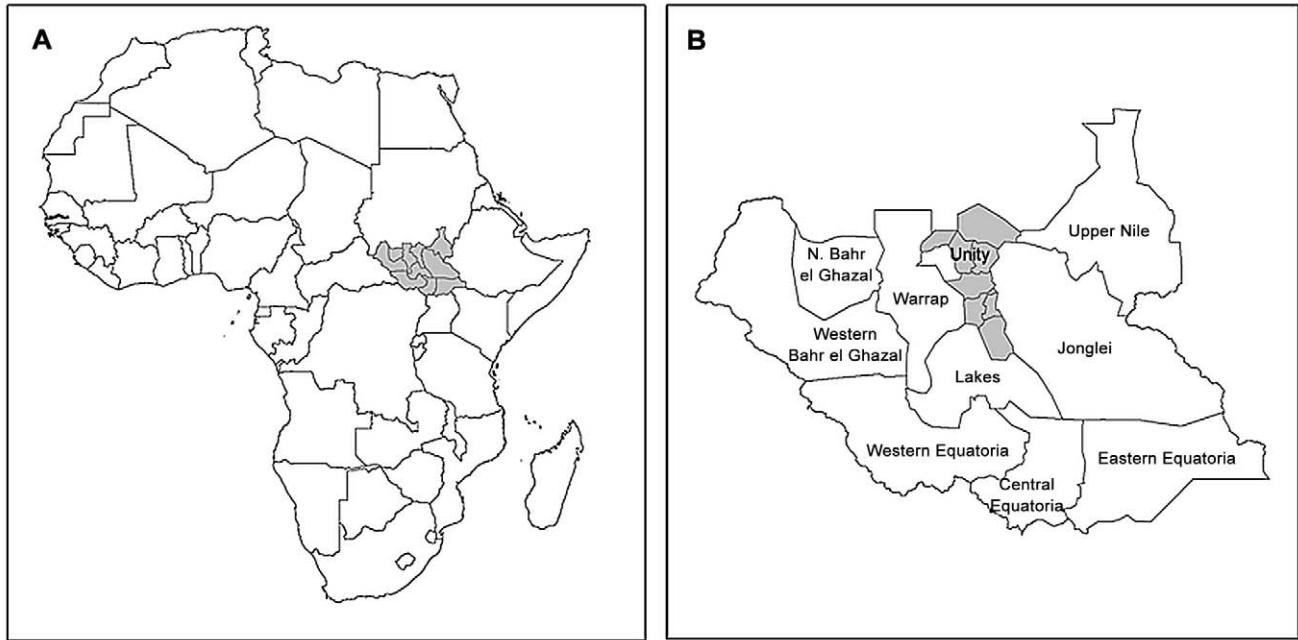 A
B
Upper Nile
N. Bahr
el Ghazal
Unity
Warrap
Western
Bahr el Ghazal
Jonglei
Lakes
Western Equatoria
Eastern Equatoria
Central
Equatoria